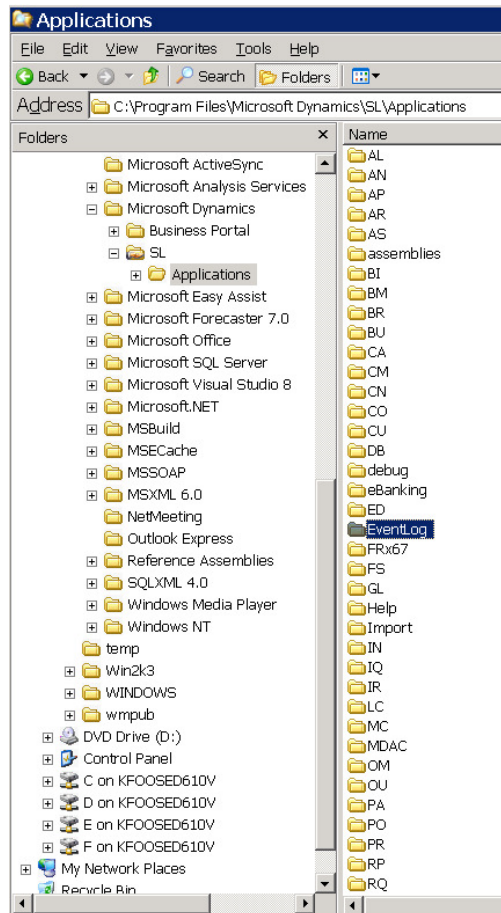 Applications
File Edit View Favorites Tools Help
Back Search Folders
Address C:\Program Files\Microsoft Dynamics\SL\Applications
Folders x
Microsoft ActiveSync
Microsoft Analysis Services
Microsoft Dynamics
Business Portal
SL
Applications
Microsoft Easy Assist
Microsoft Forecaster 7.0
Microsoft Office
Microsoft SQL Server
Microsoft Visual Studio 8
Microsoft.NET
MSBuild
MSECache
MSSOAP
MSXML 6.0
NetMeeting
Outlook Express
Reference Assemblies
SQLXML 4.0
Windows Media Player
Windows NT
temp
Win2k3
WINDOWS
wmpub
DVD Drive (D:)
Control Panel
C on KFOOSED610V
D on KFOOSED610V
E on KFOOSED610V
F on KFOOSED610V
My Network Places
Recycle Bin
Name
AL
AN
AP
AR
AS
assemblies
BI
BM
BR
BU
CA
CM
CN
CO
CU
DB
debug
eBanking
ED
EventLog
FRx67
FS
GL
Help
Import
IN
IQ
IR
LC
MC
MDAC
OM
OU
PA
PO
PR
RP
RQ